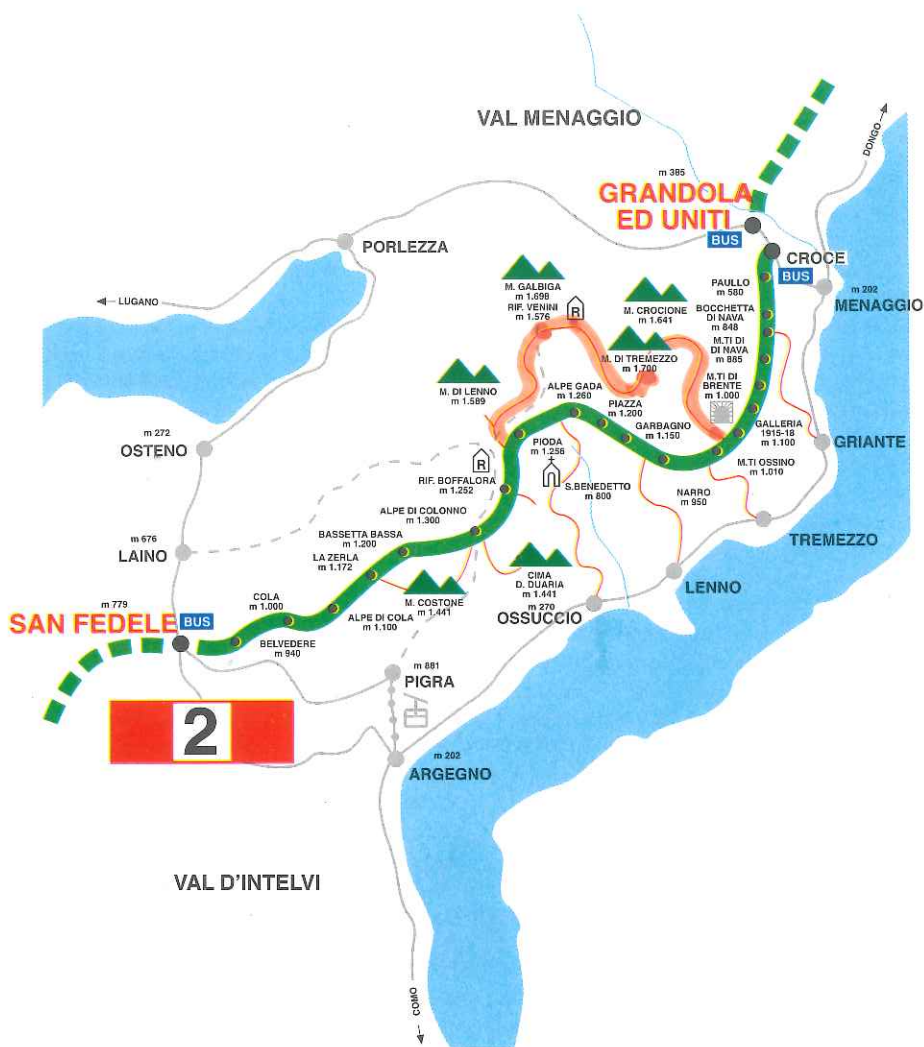 VAL MENAGGIO
DONGO
m 385
GRANDOLA
ED UNITI
BUS
CROCE
BUS
PORLEZZA
LUGANO
PAULLO
m 580
m 202
MENAGGIO
M. GALBIGA
m 1.698
RIF. VENINI
m 1.576
R
M. CROCIONE
m 1.641
BOCCHETTA
DI NAVA
m 848
M.TI DI
DI NAVA
m 885
M. DI TREMEZZO
m 1.700
M. DI LENNO
m 1.589
ALPE GADA
m 1.260
M.TI DI
BRENTE
m 1.000
PIAZZA
m 1.200
GARBAGNO
m 1.150
GALLERIA
1915-18
m 1.100
GRIANTE
m 272
OSTENO
PIODA
m 1.256
R
RIF. BOFFALORA
m 1.252
S.BENEDETTO
m 800
M.TI OSSINO
m 1.010
NARRO
m 950
ALPE DI COLONNO
m 1.300
TREMEZZO
m 676
LAINO
BASSETTA BASSA
m 1.200
LA ZERLA
m 1.172
CIMA
D. DUARIA
m 1.441
LENNO
M. COSTONE
m 1.441
m 270
OSSUCCIO
m 779
SAN FEDELE
BUS
COLA
m 1.000
ALPE DI COLA
m 1.100
BELVEDERE
m 940
m 881
PIGRA
2
m 202
ARGEGNO
VAL D'INTELVI
COMO